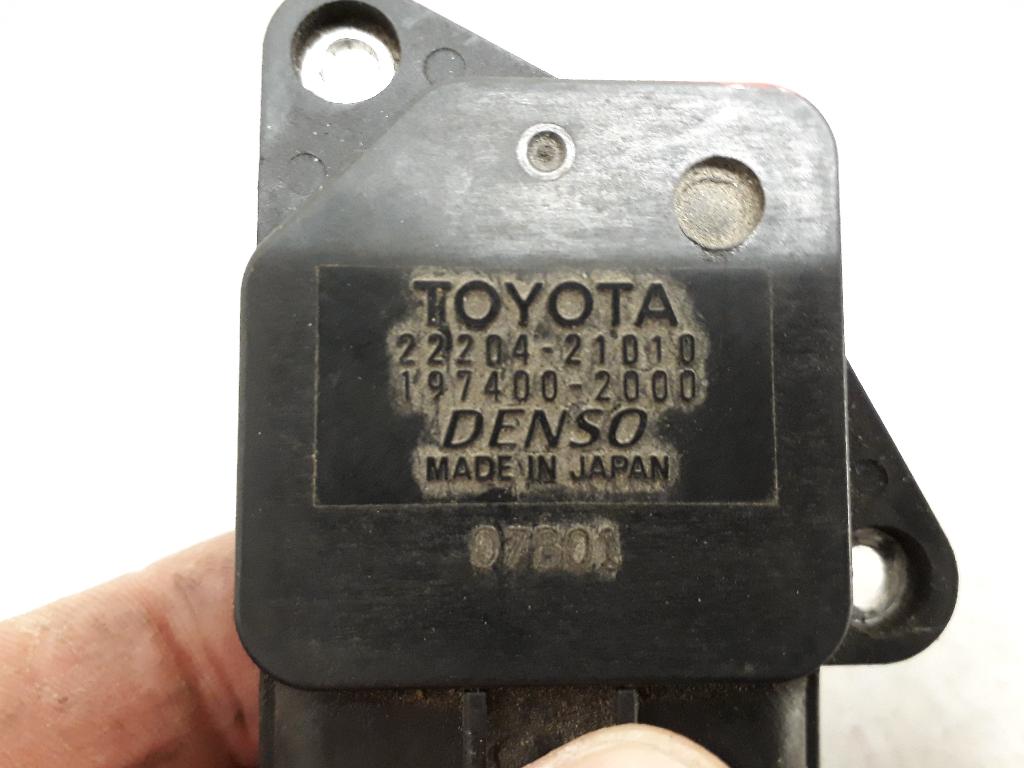 TOYOTA
22204-21010
197400-2000
DENSO
MADE IN JAPAN